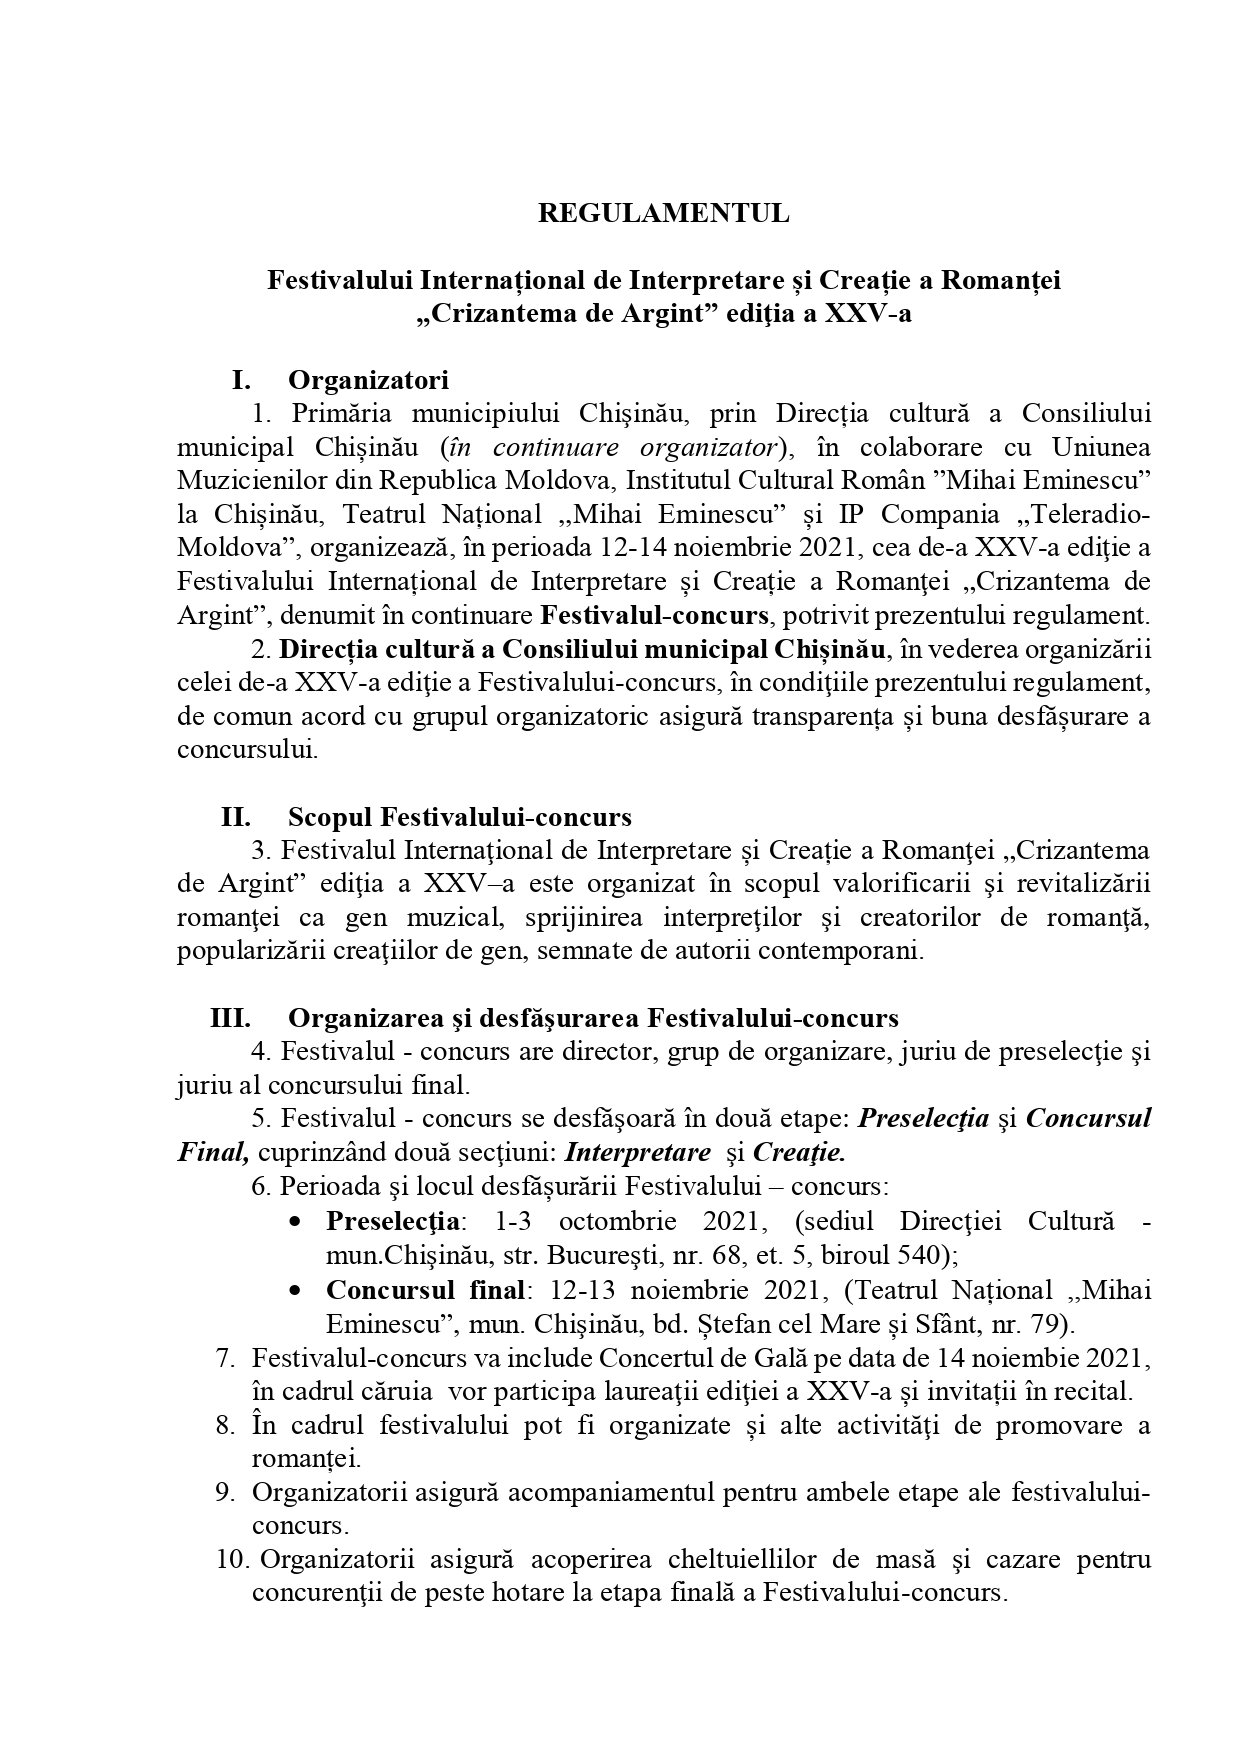 REGULAMENTUL
Festivalului Internațional de Interpretare și Creație a Romanței
„Crizantema de Argint” ediţia a XXV-a
I. Organizatori
1. Primăria municipiului Chişinău, prin Direcția cultură a Consiliului
municipal Chișinău (în continuare organizator), în colaborare cu Uniunea
Muzicienilor din Republica Moldova, Institutul Cultural Român ”Mihai Eminescu”
la Chișinău, Teatrul Național ,,Mihai Eminescu” și IP Compania „Teleradio-
Moldova”, organizează, în perioada 12-14 noiembrie 2021, cea de-a XXV-a ediţie a
Festivalului Internațional de Interpretare și Creație a Romanţei „Crizantema de
Argint”, denumit în continuare Festivalul-concurs, potrivit prezentului regulament.
2. Direcția cultură a Consiliului municipal Chișinău, în vederea organizării
celei de-a XXV-a ediţie a Festivalului-concurs, în condiţiile prezentului regulament,
de comun acord cu grupul organizatoric asigură transparența și buna desfășurare a
concursului.
II. Scopul Festivalului-concurs
3. Festivalul Internaţional de Interpretare și Creație a Romanţei „Crizantema
de Argint” ediţia a XXV–a este organizat în scopul valorificarii şi revitalizării
romanţei ca gen muzical, sprijinirea interpreţilor şi creatorilor de romanţă,
popularizării creaţiilor de gen, semnate de autorii contemporani.
III. Organizarea şi desfăşurarea Festivalului-concurs
4. Festivalul - concurs are director, grup de organizare, juriu de preselecţie şi
juriu al concursului final.
5. Festivalul - concurs se desfăşoară în două etape: Preselecţia şi Concursul
Final, cuprinzând două secţiuni: Interpretare şi Creaţie.
6. Perioada şi locul desfășurării Festivalului – concurs:
• Preselecţia: 1-3 octombrie 2021, (sediul Direcţiei Cultură -
mun.Chişinău, str. Bucureşti, nr. 68, et. 5, biroul 540);
• Concursul final: 12-13 noiembrie 2021, (Teatrul Național ,,Mihai
Eminescu”, mun. Chişinău, bd. Ștefan cel Mare și Sfânt, nr. 79).
7. Festivalul-concurs va include Concertul de Gală pe data de 14 noiembie 2021,
în cadrul căruia vor participa laureaţii ediţiei a XXV-a și invitații în recital.
8. În cadrul festivalului pot fi organizate și alte activităţi de promovare a
romanței.
9. Organizatorii asigură acompaniamentul pentru ambele etape ale festivalului-
concurs.
10. Organizatorii asigură acoperirea cheltuiellilor de masă şi cazare pentru
concurenţii de peste hotare la etapa finală a Festivalului-concurs.